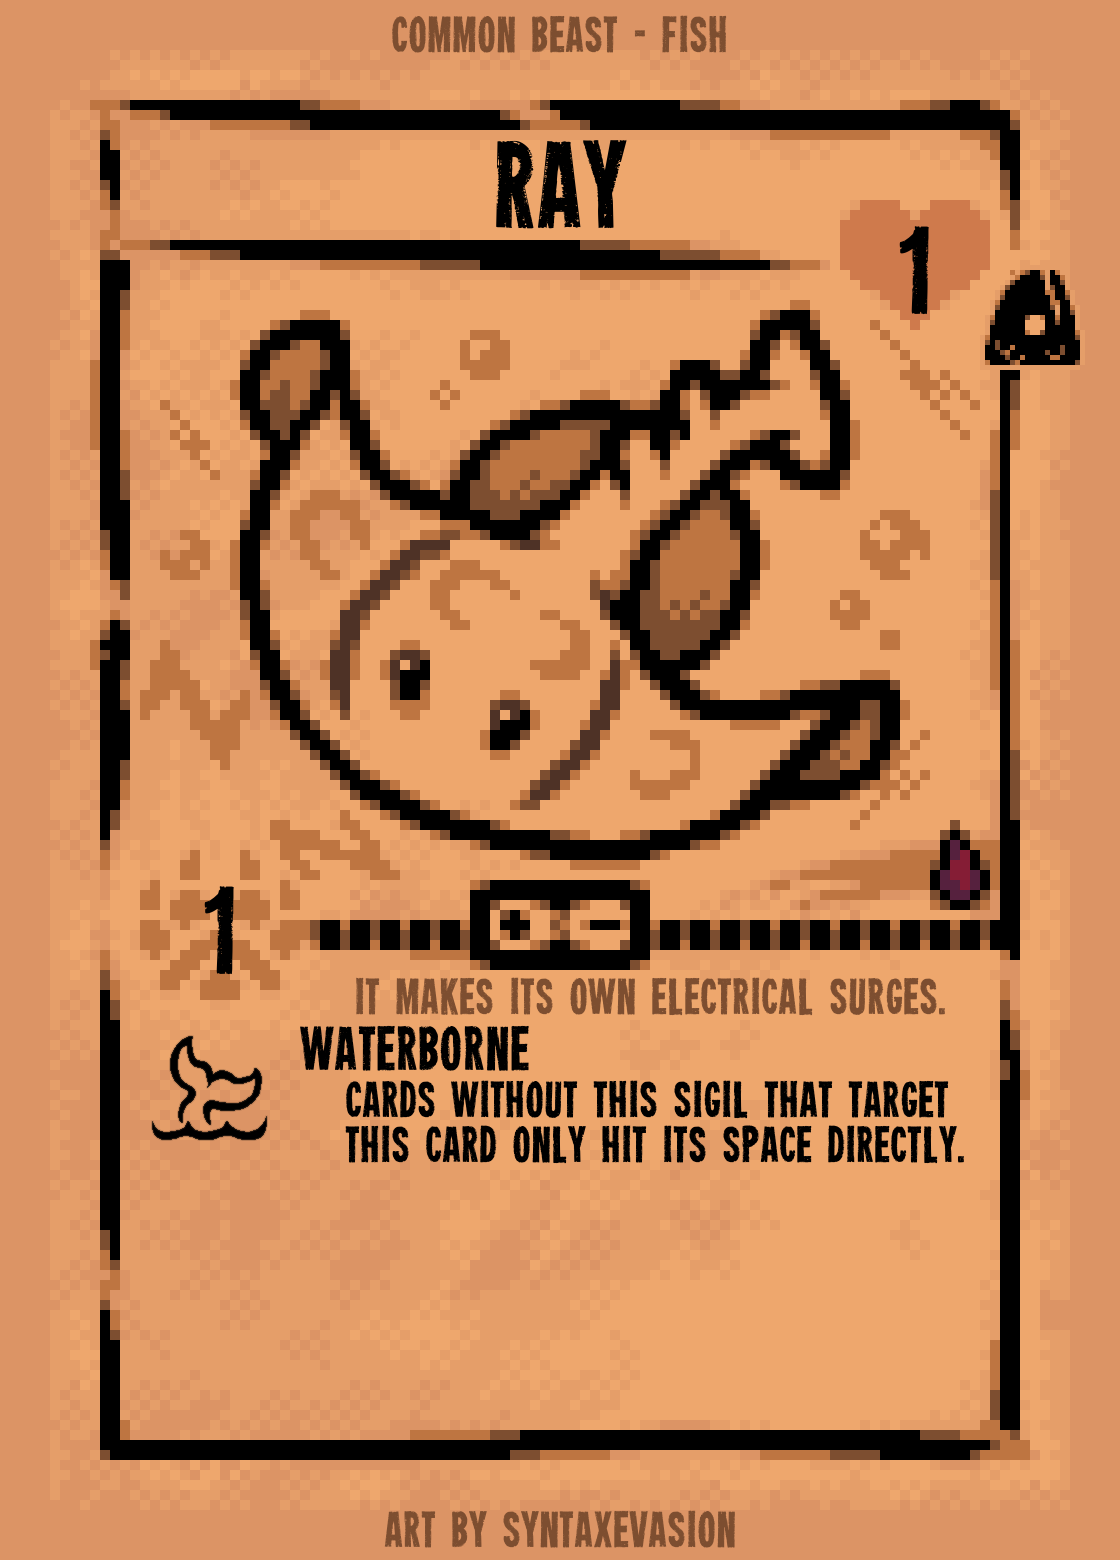 COMMON BEAST - FISH
RAY
1
1
IT MAKES ITS OWN ELECTRICAL SURGES.
WATERBORNE
CARDS WITHOUT THIS SIGIL THAT TARGET
THIS CARD ONLY HIT ITS SPACE DIRECTLY.
ART BY SYNTAXEVASION